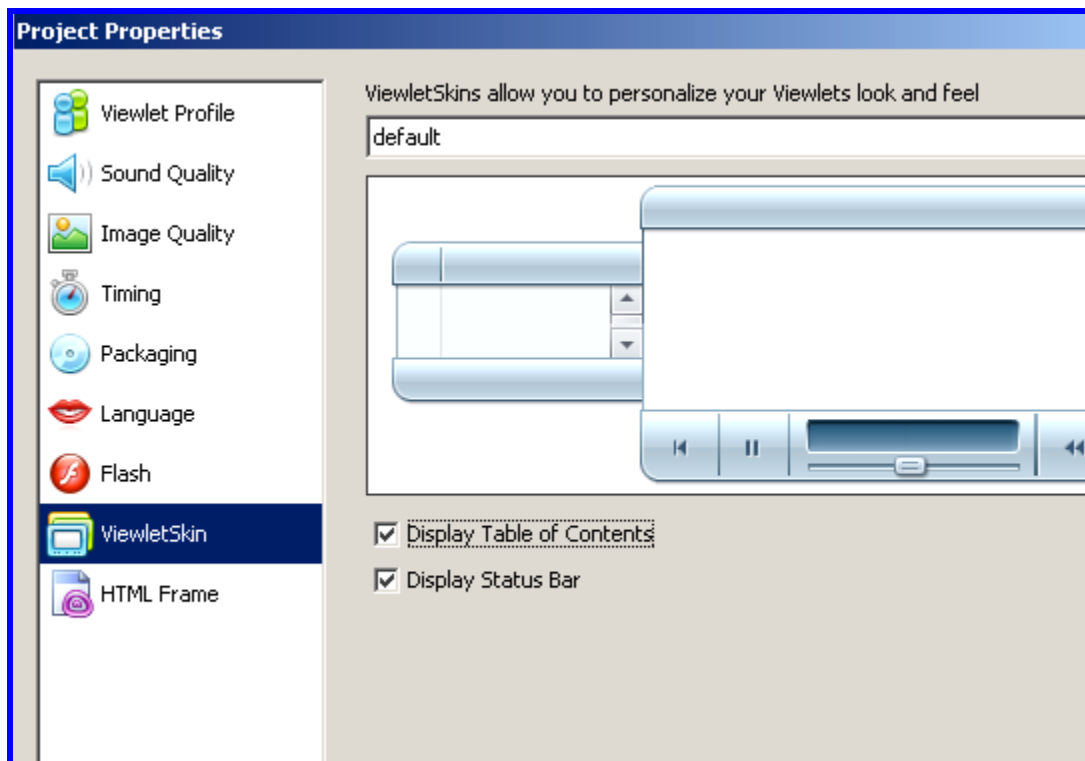 Project Properties
Viewlet Profile
Sound Quality
Image Quality
Timing
Packaging
Language
Flash
ViewletSkin
HTML Frame
ViewletSkins allow you to personalize your Viewlets look and feel
default
Display Table of Contents
Display Status Bar